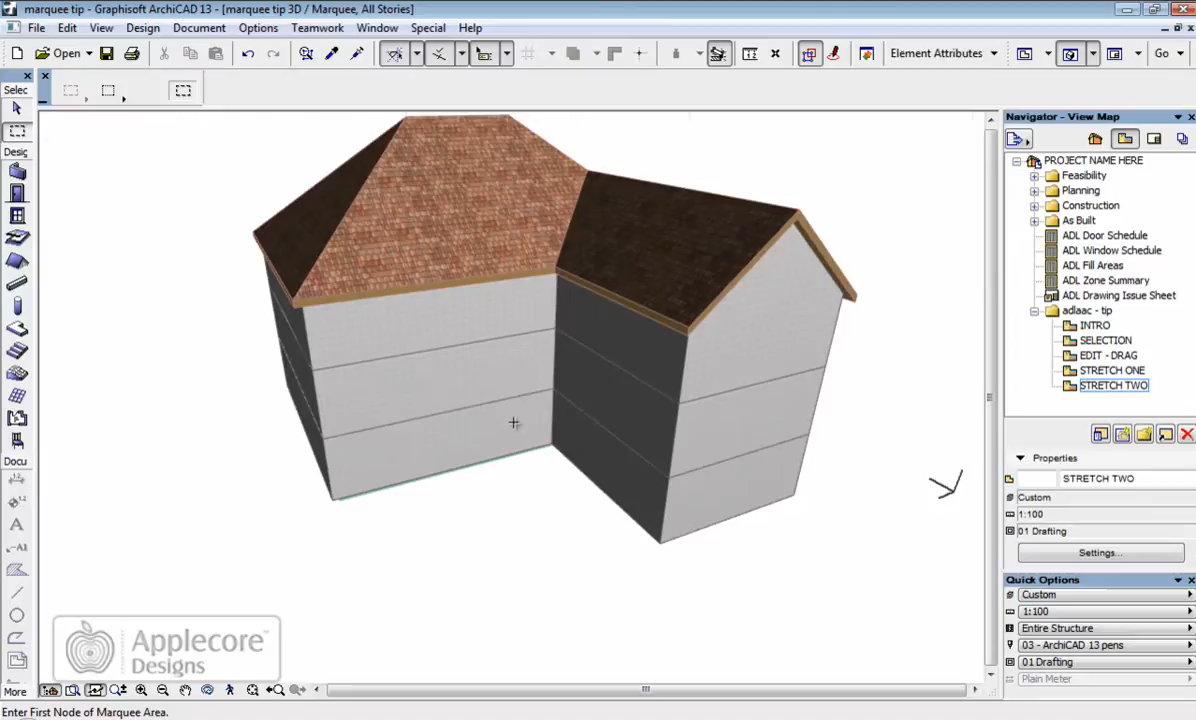 marquee tip - Graphisoft ArchiCAD 13 - [marquee tip 3D / Marquee, All Stories]
File Edit View Design Document Options Teamwork Window Special Help
Open
Element Attributes
Go
Selec
Desig
Docu
More
Navigator - View Map
PROJECT NAME HERE
Feasibility
Planning
Construction
As Built
ADL Door Schedule
ADL Window Schedule
ADL Fill Areas
ADL Zone Summary
ADL Drawing Issue Sheet
adlaac - tip
INTRO
SELECTION
EDIT - DRAG
STRETCH ONE
STRETCH TWO
Properties
STRETCH TWO
Custom
1:100
01 Drafting
Settings...
Quick Options
Custom
1:100
Entire Structure
03 - ArchiCAD 13 pens
01 Drafting
Plain Meter
Applecore™
Designs
Enter First Node of Marquee Area.